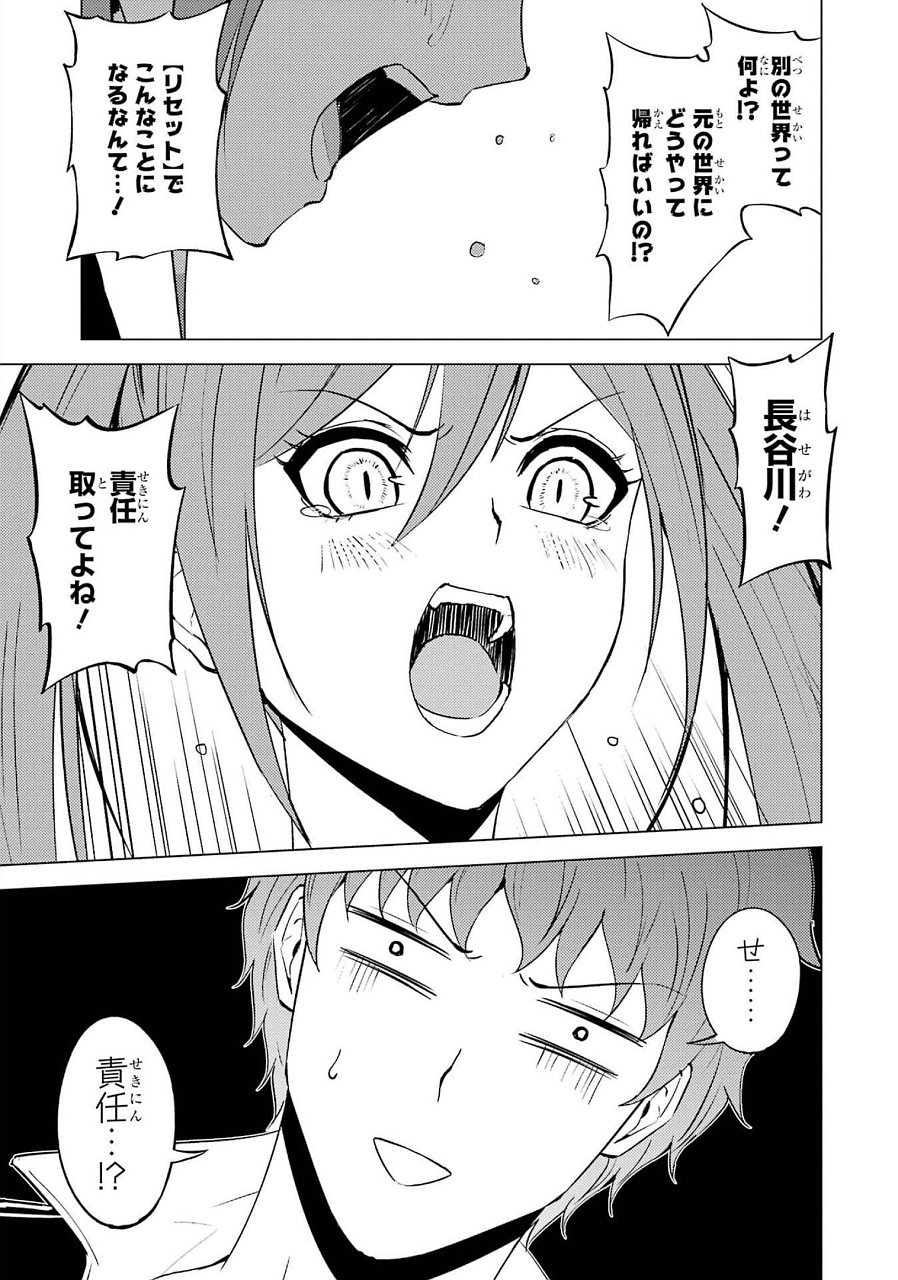 別の世界って
何よ!?
元の世界に
どうやって
帰ればいいの!?
【リセット】で
こんなことに
なるなんて…!
長谷川!
責任
取ってよね!
せ……
責任…!?